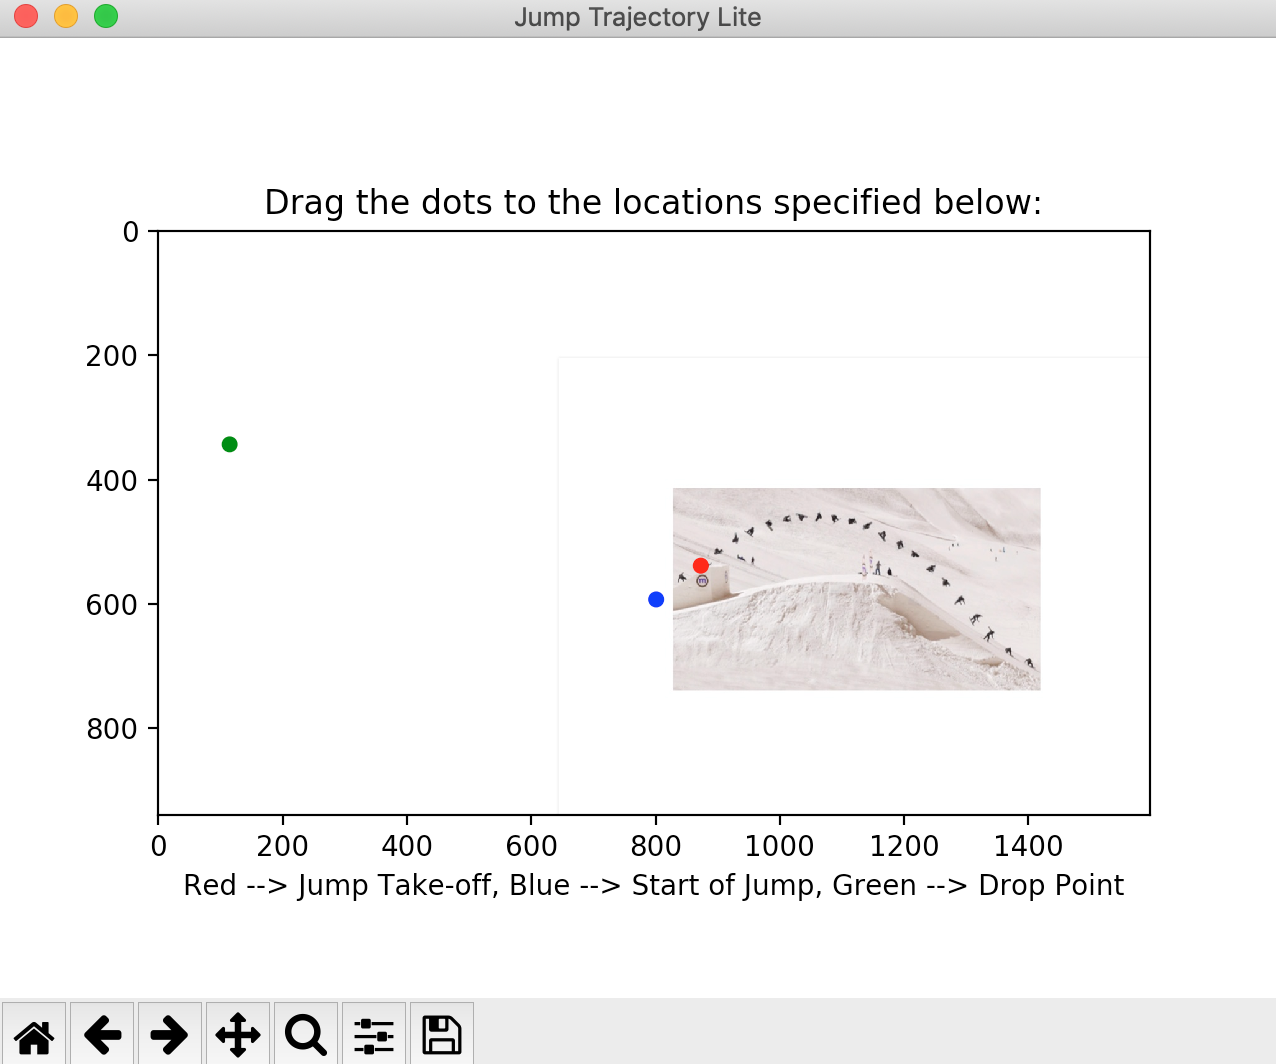 Jump Trajectory Lite
Drag the dots to the locations specified below:
0
200
400
600
800
0 200 400 600 800 1000 1200 1400
Red --> Jump Take-off, Blue --> Start of Jump, Green --> Drop Point